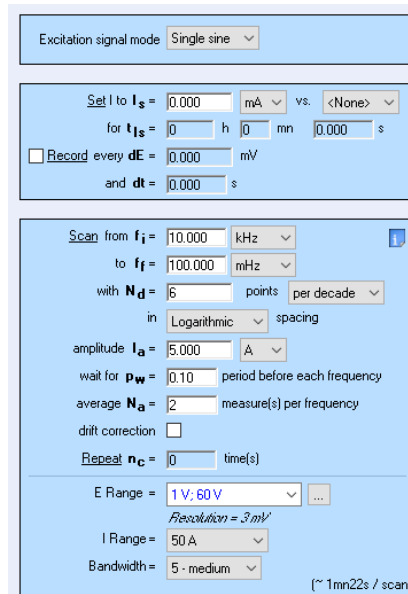 Excitation signal mode Single sine
Set I to Is = 0.000 mA vs. <None>
for tIs = 0 h 0 mn 0.000 s
Record every dE = 0.000 mV
and dt = 0.000 s
Scan from fi = 10.000 kHz
to ff = 100.000 mHz
with Nd = 6 points per decade
in Logarithmic spacing
amplitude Ia = 5.000 A
wait for pw = 0.10 period before each frequency
average Na = 2 measure(s) per frequency
drift correction
Repeat nc = 0 time(s)
E Range = 1 V; 60 V ...
Resolution = 3 mV
I Range = 50 A
Bandwidth = 5 - medium
(~ 1mn22s / scan